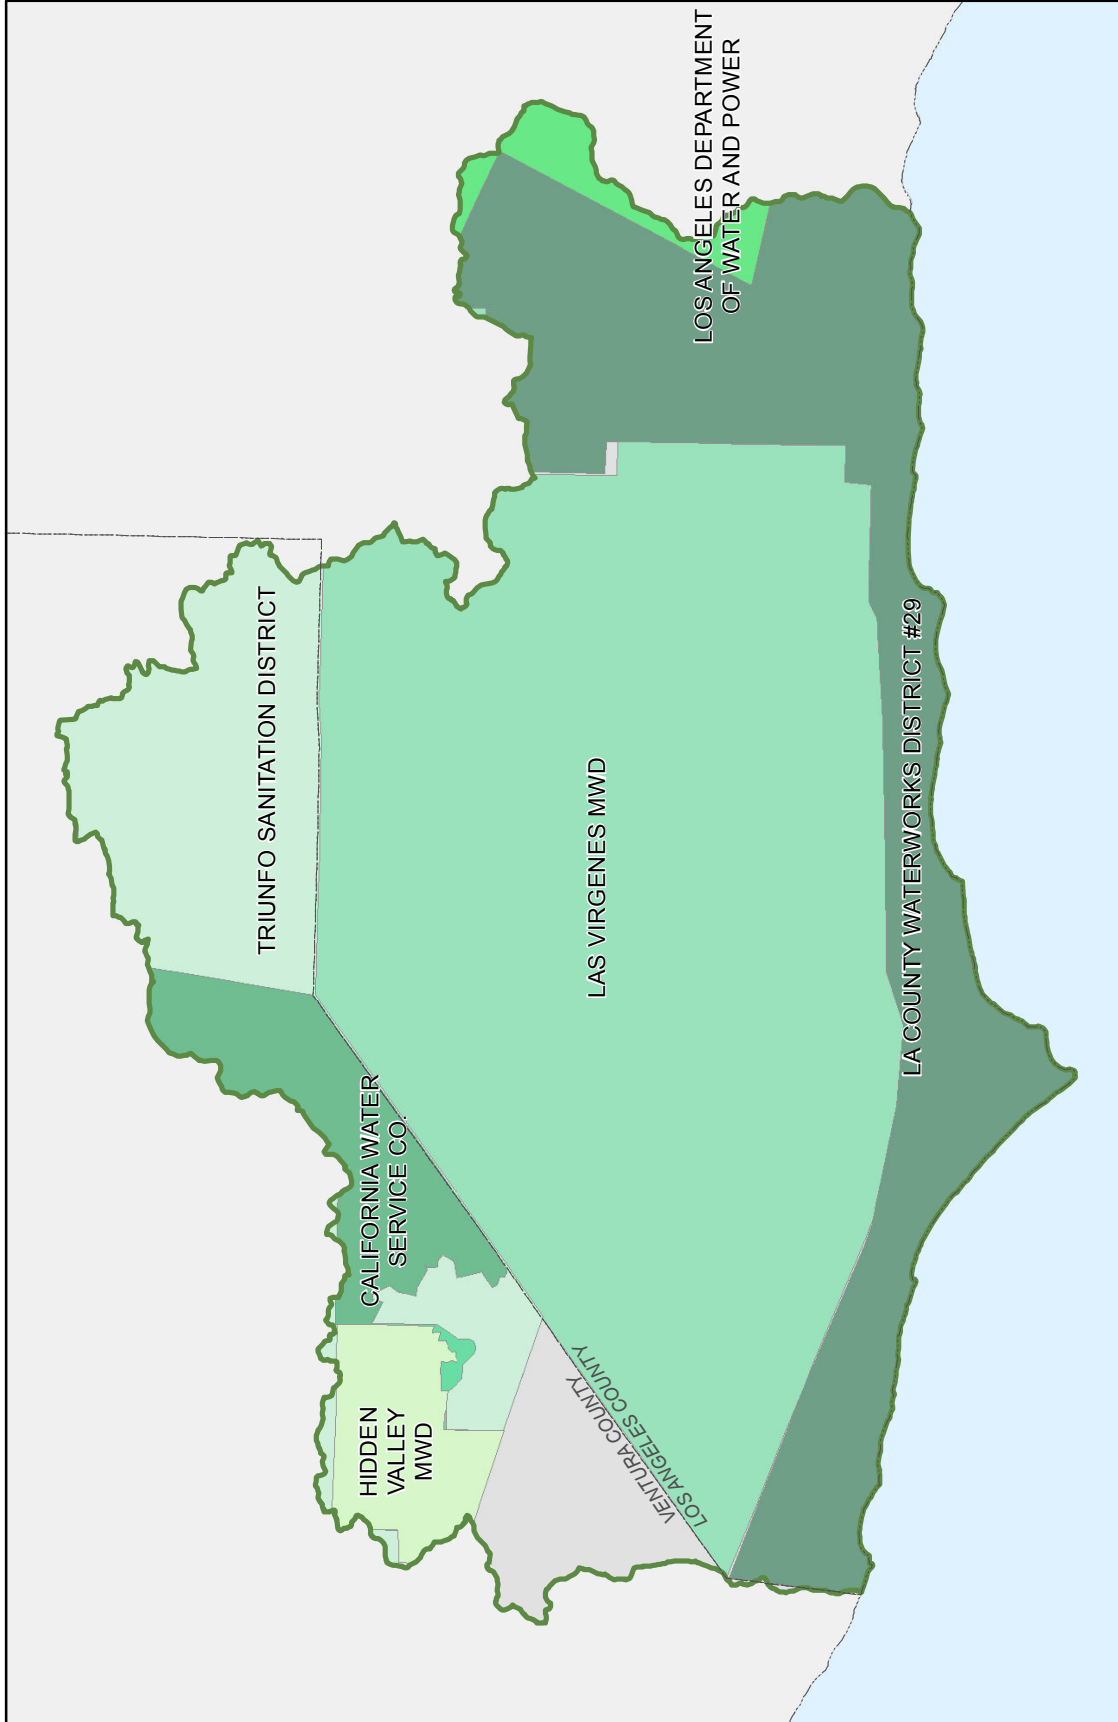 TRIUNFO SANITATION DISTRICT
CALIFORNIA WATER
SERVICE CO.
HIDDEN
VALLEY
MWD
VENTURA COUNTY
LOS ANGELES COUNTY
LAS VIRGENES MWD
LOS ANGELES DEPARTMENT
OF WATER AND POWER
LA COUNTY WATERWORKS DISTRICT #29